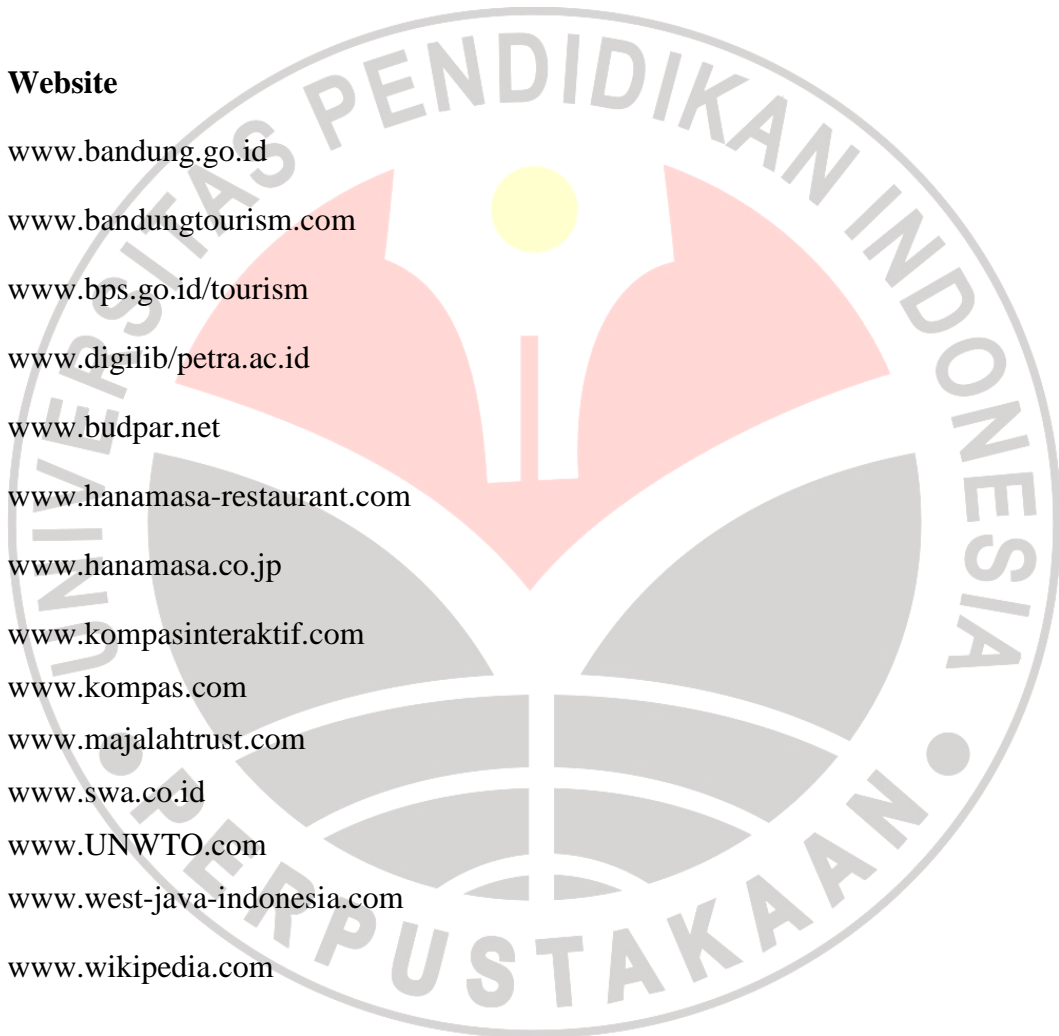 Website
www.bandung.go.id
www.bandungtourism.com
www.bps.go.id/tourism
www.digilib/petra.ac.id
www.budpar.net
www.hanamasa-restaurant.com
www.hanamasa.co.jp
www.kompasinteraktif.com
www.kompas.com
www.majalahtrust.com
www.swa.co.id
www.UNWTO.com
www.west-java-indonesia.com
www.wikipedia.com
UNIVERSITAS PENDIDIKAN INDONESIA
PERPUSTAKAAN